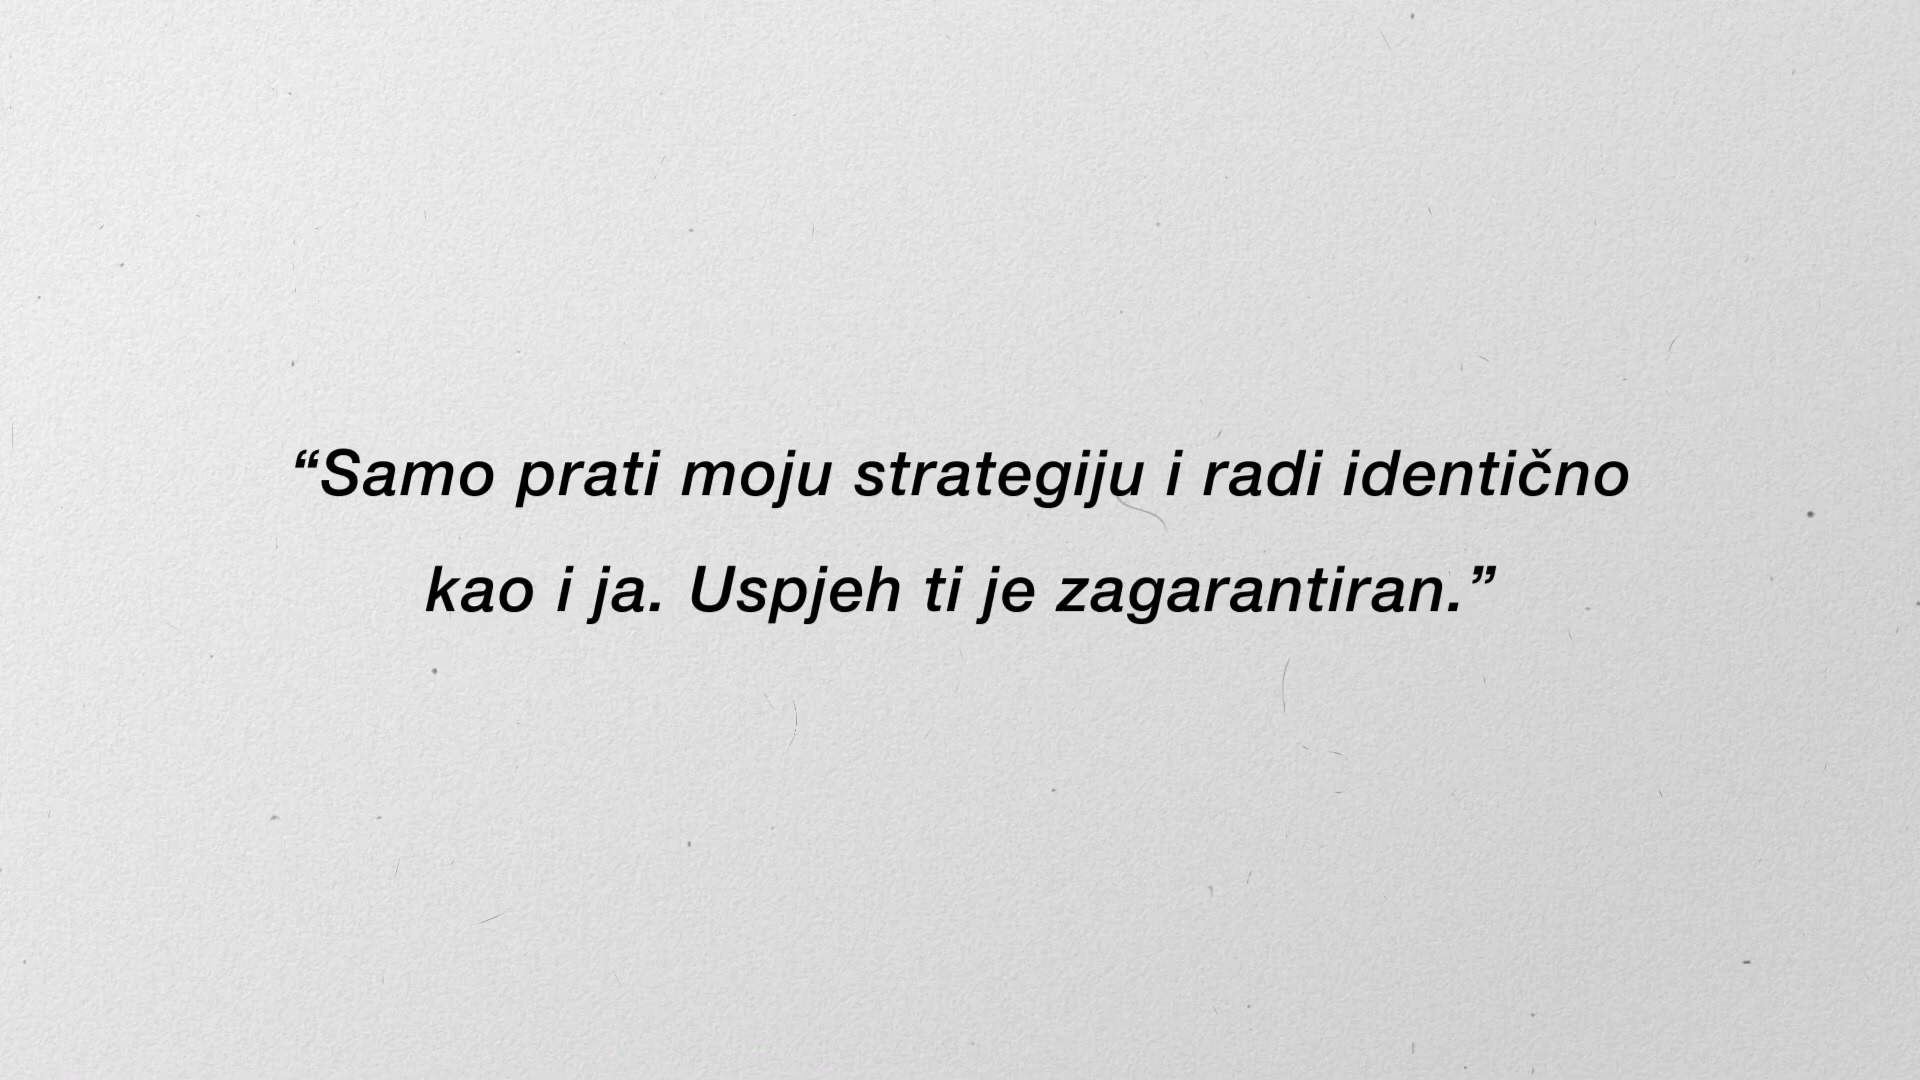 “Samo prati moju strategiju i radi identično
kao i ja. Uspjeh ti je zagarantiran.”